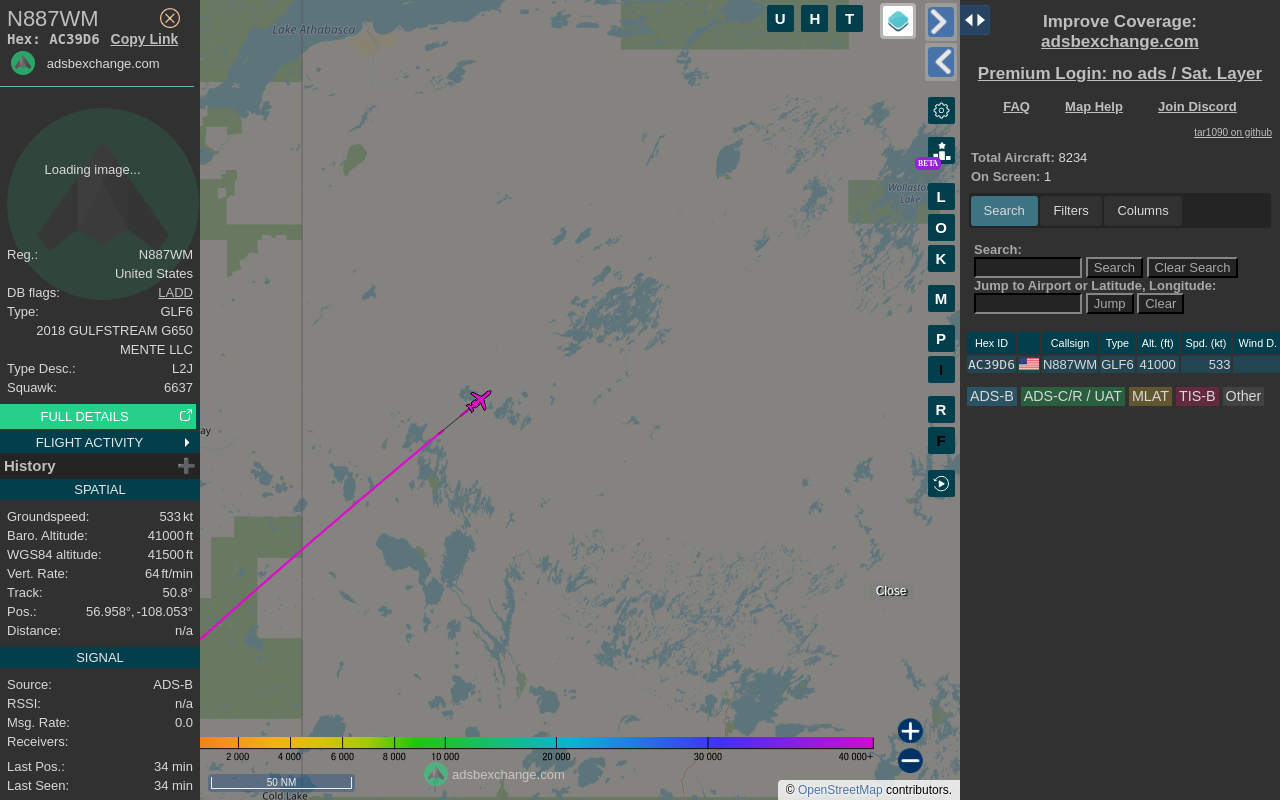 N887WM
Hex: AC39D6 Copy Link
adsbexchange.com
Loading image...
Reg.: N887WM
United States
DB flags: LADD
Type: GLF6
2018 GULFSTREAM G650
MENTE LLC
Type Desc.: L2J
Squawk: 6637
FULL DETAILS
FLIGHT ACTIVITY
History
SPATIAL
Groundspeed: 533 kt
Baro. Altitude: 41000 ft
WGS84 altitude: 41500 ft
Vert. Rate: 64 ft/min
Track: 50.8°
Pos.: 56.958°, -108.053°
Distance: n/a
SIGNAL
Source: ADS-B
RSSI: n/a
Msg. Rate: 0.0
Receivers:
Last Pos.: 34 min
Last Seen: 34 min
Lake Athabasca
U H T
BETA
Wollaston
Lake
L
O
K
M
P
I
R
F
ay
Close
2 000 4 000 6 000 8 000 10 000 20 000 30 000 40 000+
adsbexchange.com
50 NM
Cold Lake
© OpenStreetMap contributors.
Improve Coverage:
adsbexchange.com
Premium Login: no ads / Sat. Layer
FAQ Map Help Join Discord
tar1090 on github
Total Aircraft: 8234
On Screen: 1
Search Filters Columns
Search:
Search Clear Search
Jump to Airport or Latitude, Longitude:
Jump Clear
Hex ID Callsign Type Alt. (ft) Spd. (kt) Wind D.
AC39D6 N887WM GLF6 41000 533
ADS-B ADS-C/R / UAT MLAT TIS-B Other